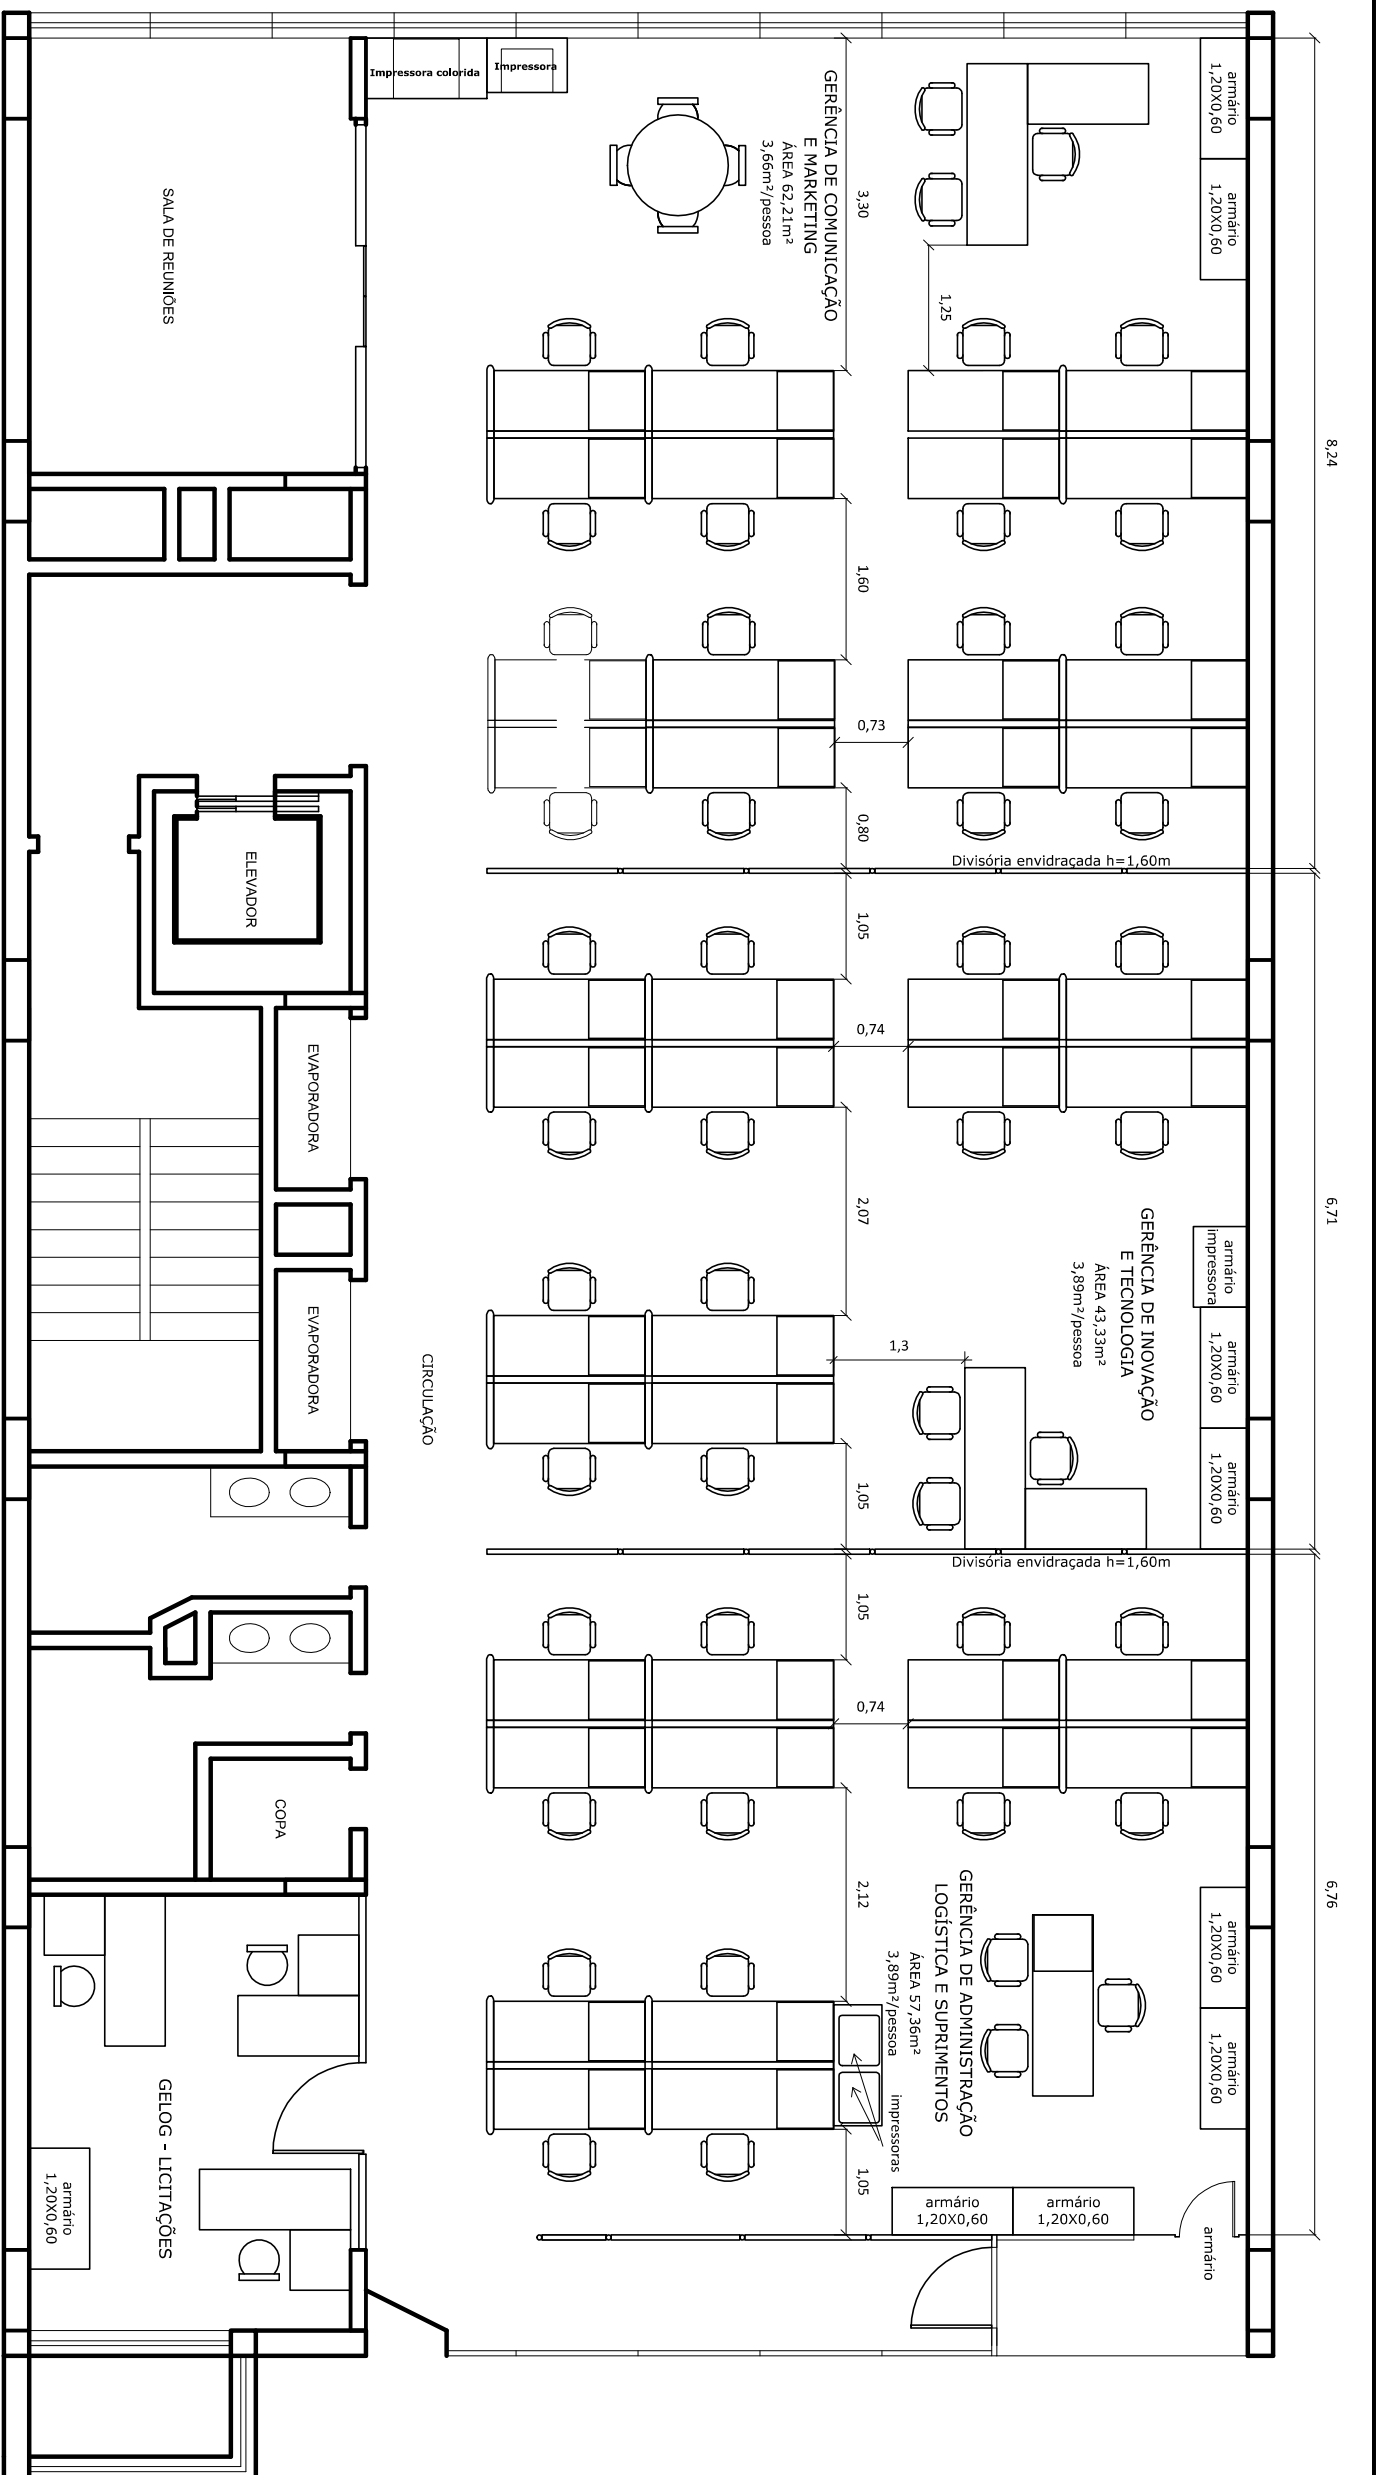 Impressora colorida
Impressora
GERÊNCIA DE COMUNICAÇÃO
E MARKETING
ÁREA 62,21m²
3,66m²/pessoa
armário
1,20X0,60
armário
1,20X0,60
SALA DE REUNIÕES
3,30
1,25
8,24
1,60
0,73
0,80
Divisória envidraçada h=1,60m
ELEVADOR
1,05
0,74
EVAPORADORA
2,07
6,71
GERÊNCIA DE INOVAÇÃO
E TECNOLOGIA
ÁREA 43,33m²
3,89m²/pessoa
armário
impressora
armário
1,20X0,60
armário
1,20X0,60
EVAPORADORA
CIRCULAÇÃO
1,3
1,05
Divisória envidraçada h=1,60m
1,05
0,74
COPA
2,12
6,76
GERÊNCIA DE ADMINISTRAÇÃO
LOGÍSTICA E SUPRIMENTOS
ÁREA 57,36m²
3,89m²/pessoa
armário
1,20X0,60
armário
1,20X0,60
impressoras
GELOG - LICITAÇÕES
armário
1,20X0,60
1,05
armário
1,20X0,60
armário
1,20X0,60
armário